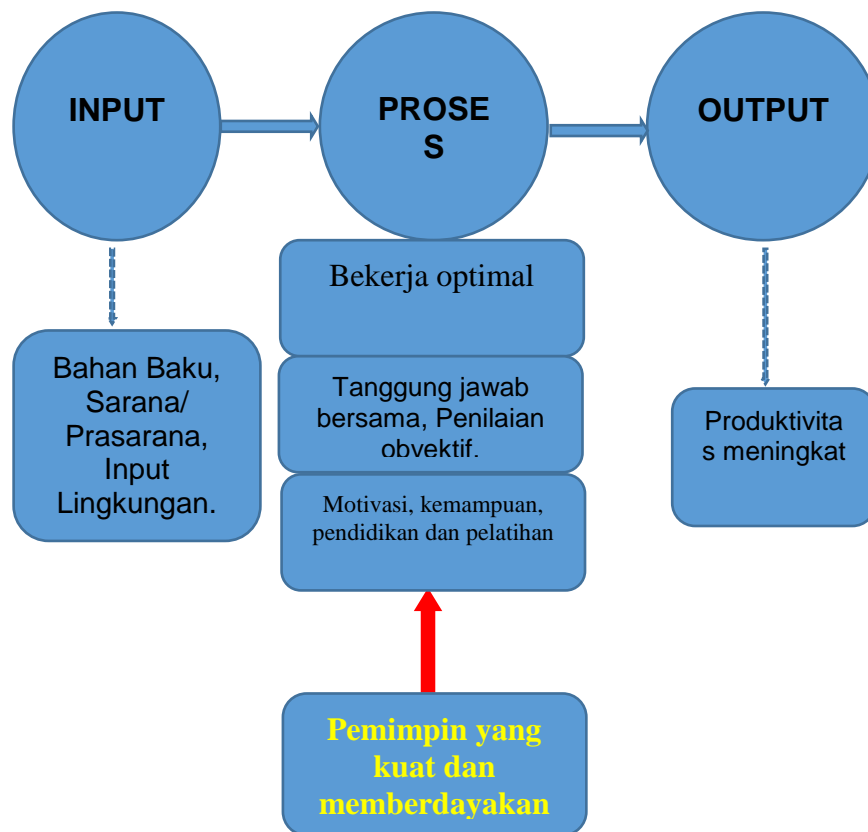 INPUT
PROSE
S
OUTPUT
Bekerja optimal
Bahan Baku,
Sarana/
Prasarana,
Input
Lingkungan.
Tanggung jawab
bersama, Penilaian
obyektif.
Motivasi, kemampuan,
pendidikan dan pelatihan
Produktivita
s meningkat
Pemimpin yang
kuat dan
memberdayakan